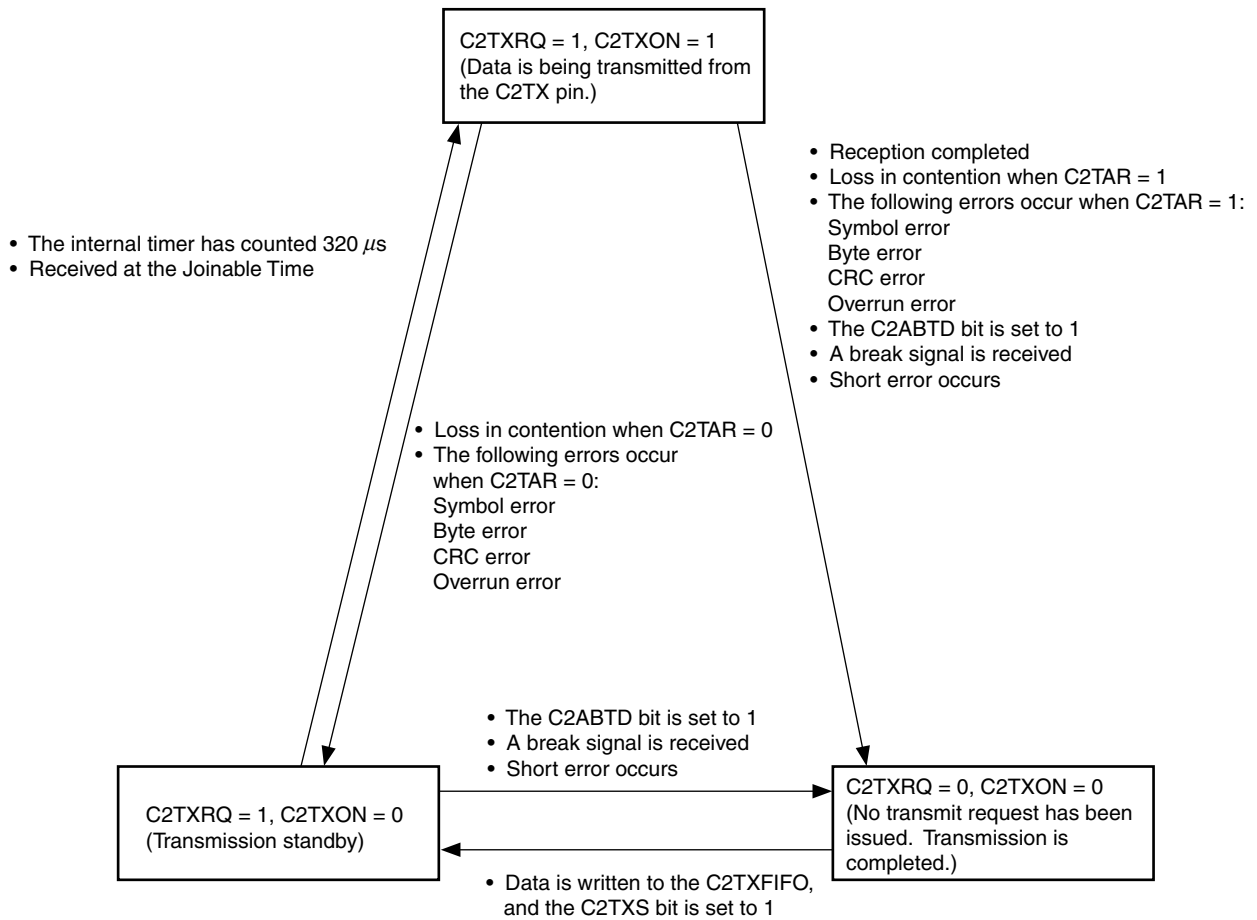 C2TXRQ = 1, C2TXON = 1
(Data is being transmitted from
the C2TX pin.)
• Reception completed
• Loss in contention when C2TAR = 1
• The following errors occur when C2TAR = 1:
Symbol error
Byte error
CRC error
Overrun error
• The C2ABTD bit is set to 1
• A break signal is received
• Short error occurs
• The internal timer has counted 320 μs
• Received at the Joinable Time
• Loss in contention when C2TAR = 0
• The following errors occur
when C2TAR = 0:
Symbol error
Byte error
CRC error
Overrun error
• The C2ABTD bit is set to 1
• A break signal is received
• Short error occurs
C2TXRQ = 1, C2TXON = 0
(Transmission standby)
C2TXRQ = 0, C2TXON = 0
(No transmit request has been
issued. Transmission is
completed.)
• Data is written to the C2TXFIFO,
and the C2TXS bit is set to 1